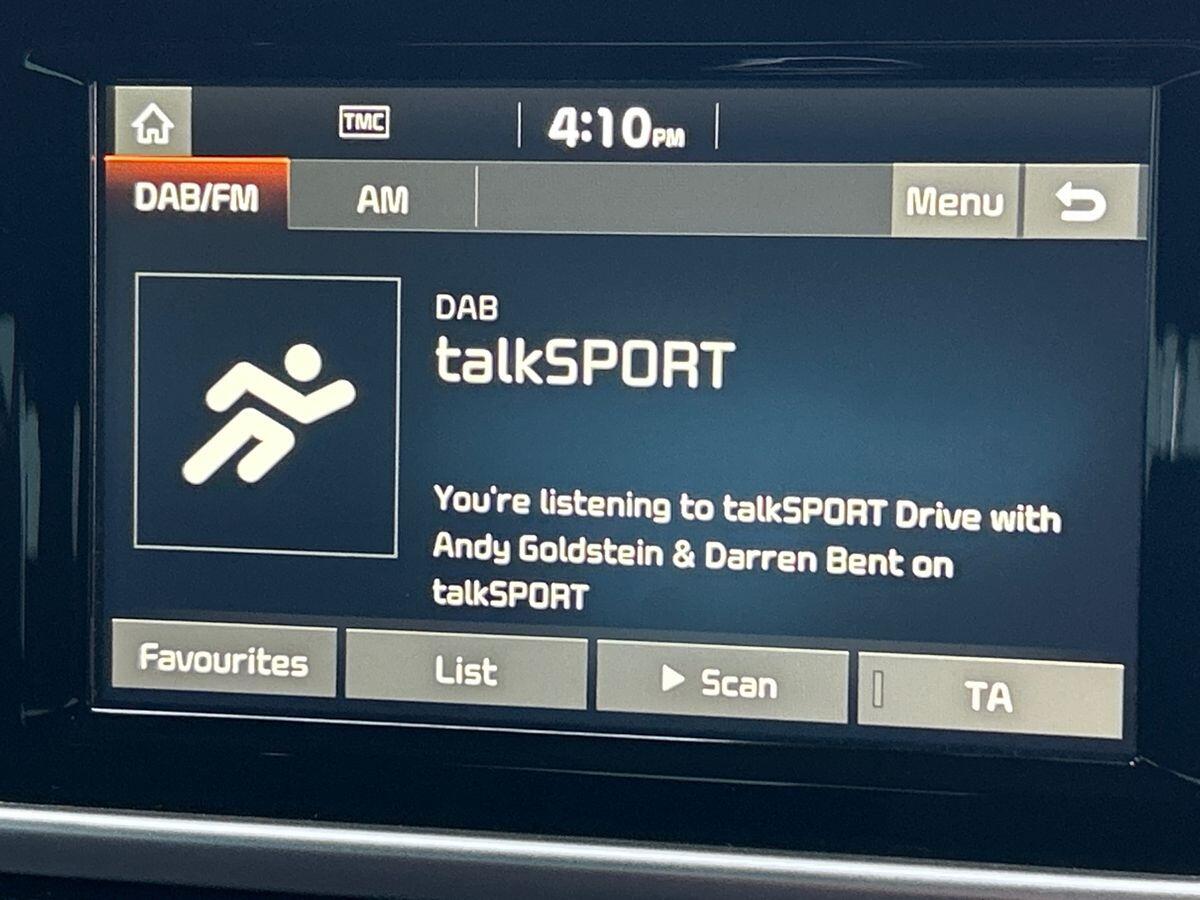 TMC
4:10PM
DAB/FM
AM
Menu
DAB
talkSPORT
You're listening to talkSPORT Drive with
Andy Goldstein & Darren Bent on
talkSPORT
Favourites
List
Scan
TA